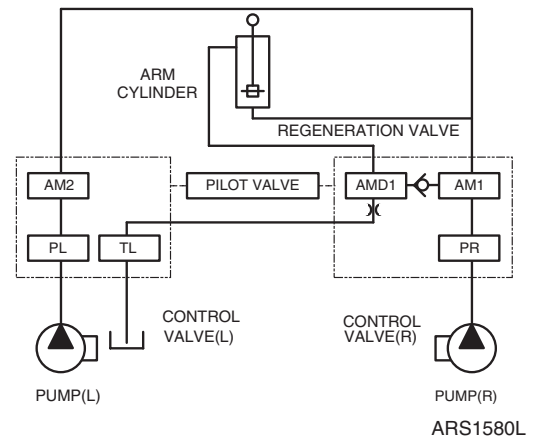 ARM
CYLINDER
REGENERATION VALVE
AM2
PILOT VALVE
AMD1
AM1
PL
TL
PR
CONTROL
VALVE(L)
CONTROL
VALVE(R)
PUMP(L)
PUMP(R)
ARS1580L